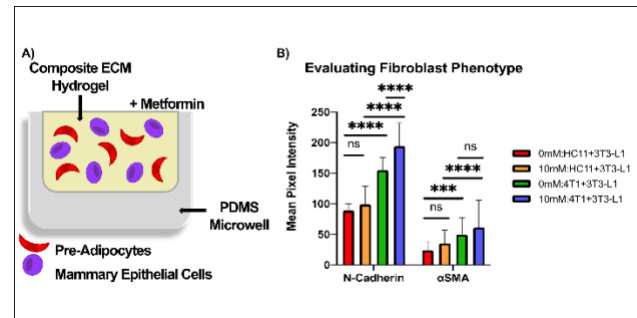 A)
Composite ECM
Hydrogel
+ Metformin
PDMS
Microwell
Pre-Adipocytes
Mammary Epithelial Cells
B)
Evaluating Fibroblast Phenotype
Mean Pixel Intensity
250
200
150
100
50
0
****
****
****
ns
ns
****
***
ns
N-Cadherin
αSMA
0mM:HC11+3T3-L1
10mM:HC11+3T3-L1
0mM:4T1+3T3-L1
10mM:4T1+3T3-L1